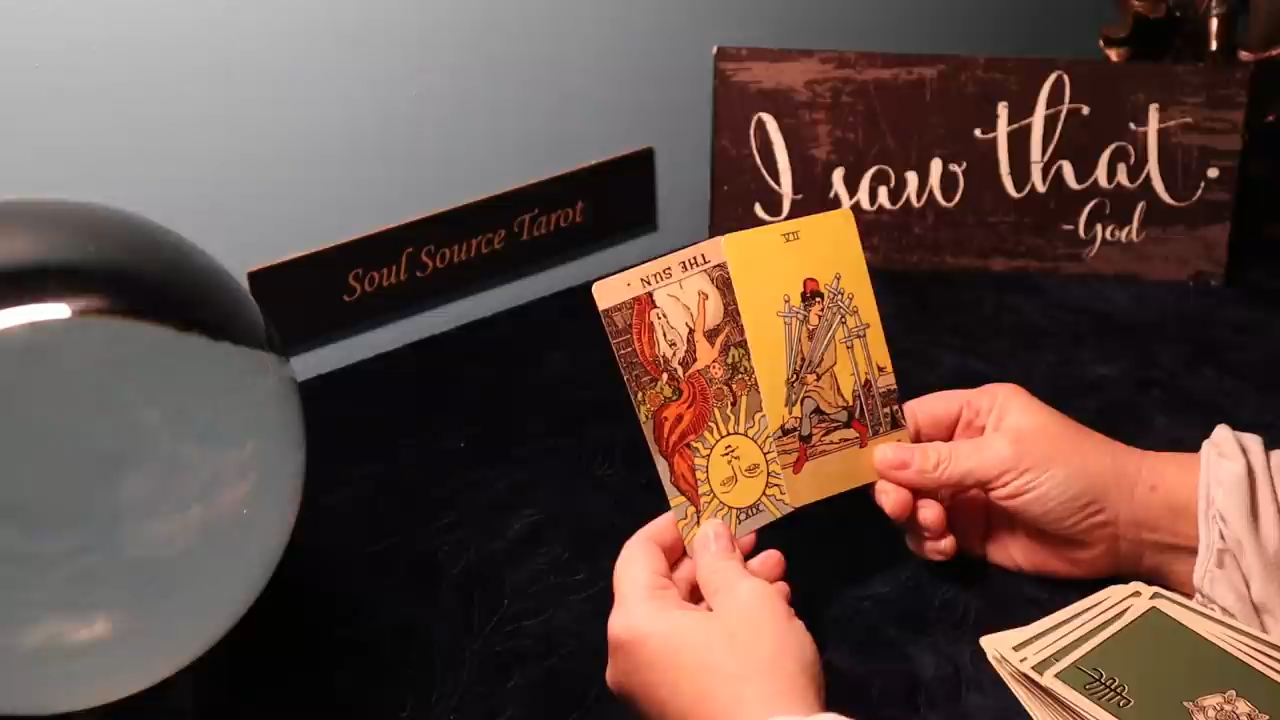 Soul Source Tarot
I saw that.
-God
THE SUN.
XIX
VII